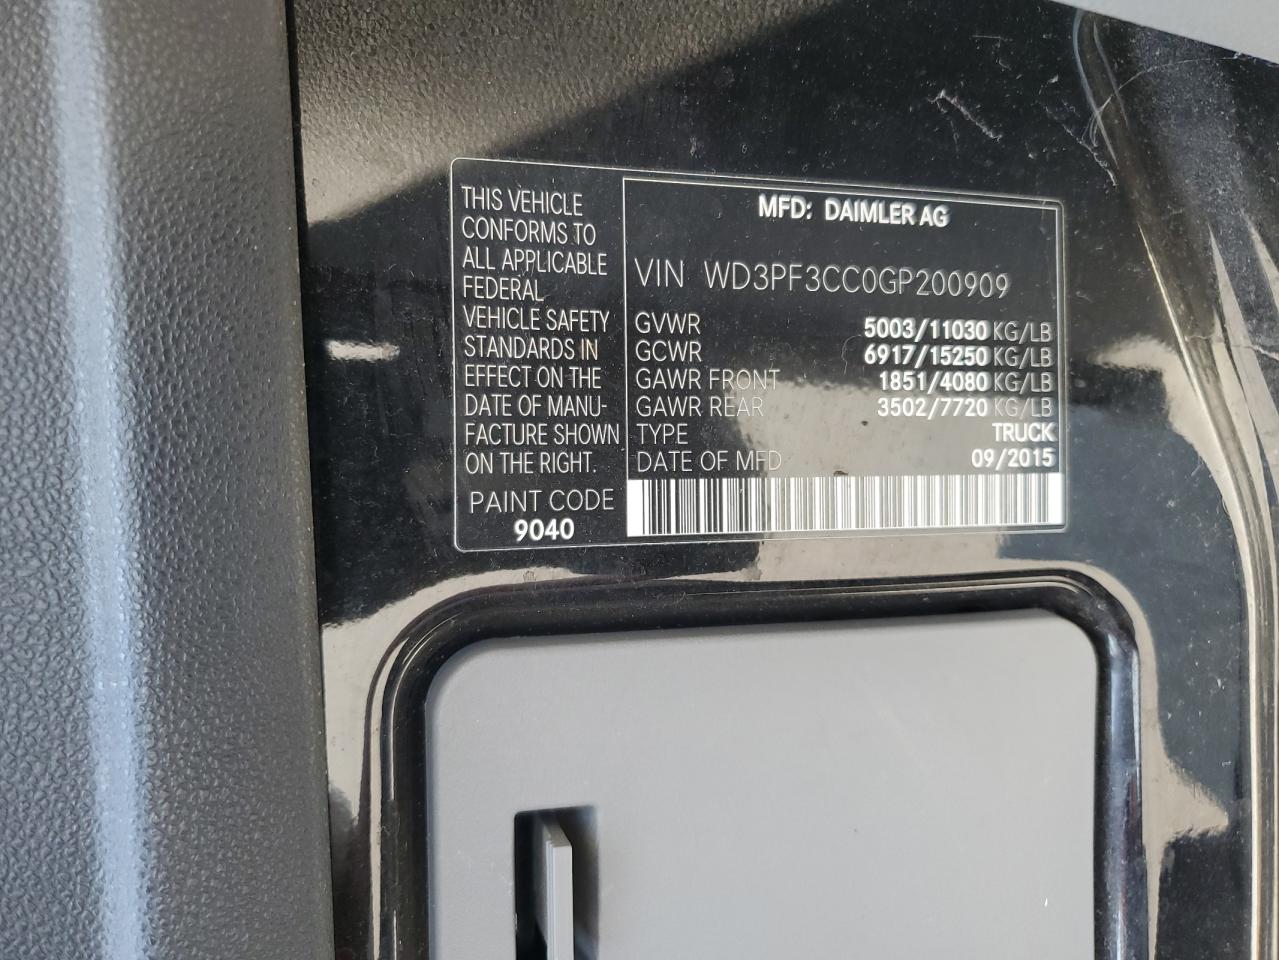 THIS VEHICLE
CONFORMS TO
ALL APPLICABLE
FEDERAL
VEHICLE SAFETY
STANDARDS IN
EFFECT ON THE
DATE OF MANU-
FACTURE SHOWN
ON THE RIGHT.
PAINT CODE
9040
MFD: DAIMLER AG
VIN WD3PF3CC0GP200909
GVWR 5003/11030 KG/LB
GCWR 6917/15250 KG/LB
GAWR FRONT 1851/4080 KG/LB
GAWR REAR 3502/7720 KG/LB
TYPE TRUCK
DATE OF MFD 09/2015